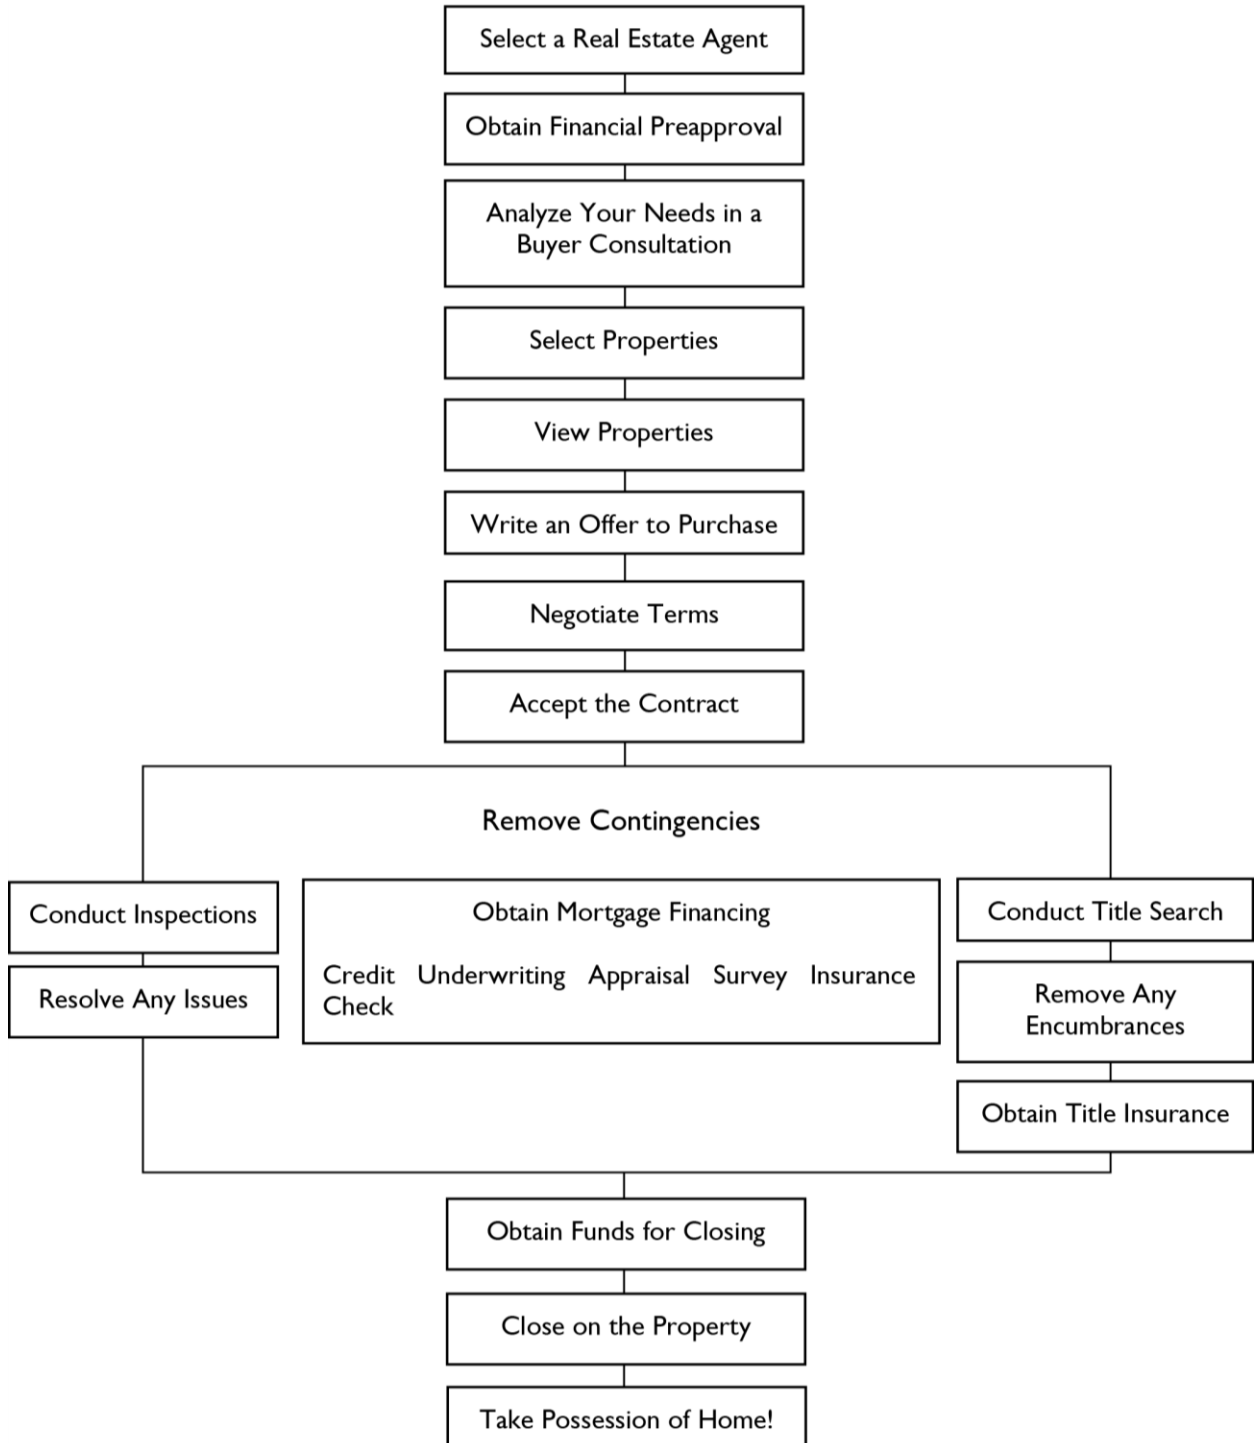 Select a Real Estate Agent
Obtain Financial Preapproval
Analyze Your Needs in a
Buyer Consultation
Select Properties
View Properties
Write an Offer to Purchase
Negotiate Terms
Accept the Contract
Remove Contingencies
Conduct Inspections
Resolve Any Issues
Obtain Mortgage Financing
Credit Underwriting Appraisal Survey Insurance
Check
Conduct Title Search
Remove Any
Encumbrances
Obtain Title Insurance
Obtain Funds for Closing
Close on the Property
Take Possession of Home!